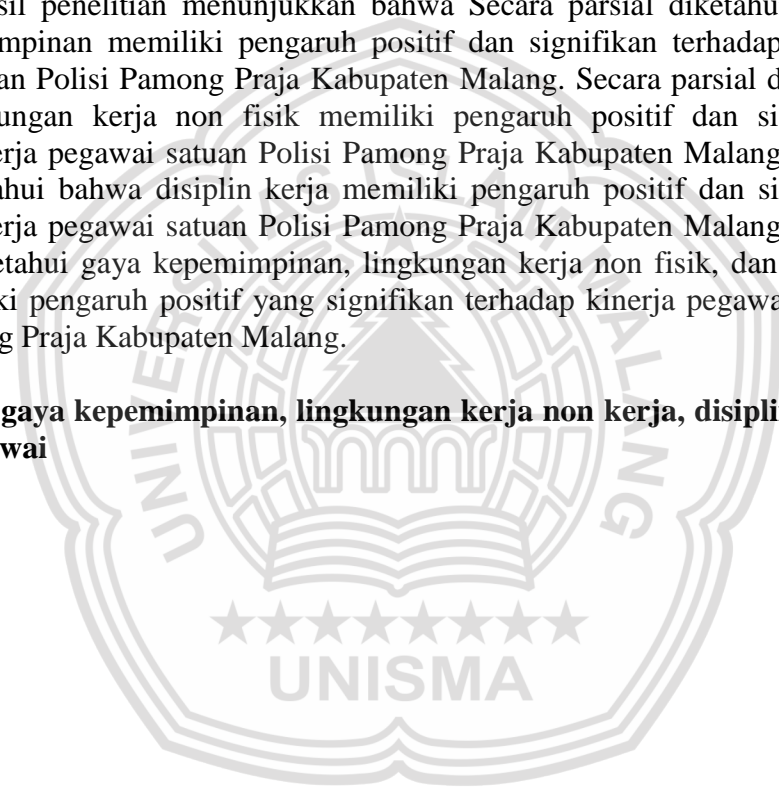 sil penelitian menunjukkan bahwa Secara parsial diketahu
mpinan memiliki pengaruh positif dan signifikan terhadap
an Polisi Pamong Praja Kabupaten Malang. Secara parsial d
ungan kerja non fisik memiliki pengaruh positif dan si
erja pegawai satuan Polisi Pamong Praja Kabupaten Malang
ahui bahwa disiplin kerja memiliki pengaruh positif dan si
erja pegawai satuan Polisi Pamong Praja Kabupaten Malang
etahui gaya kepemimpinan, lingkungan kerja non fisik, dan
ki pengaruh positif yang signifikan terhadap kinerja pegawa
g Praja Kabupaten Malang.
gaya kepemimpinan, lingkungan kerja non kerja, disipli
wai
UNIVERSITAS ISLAM MALANG
UNISMA